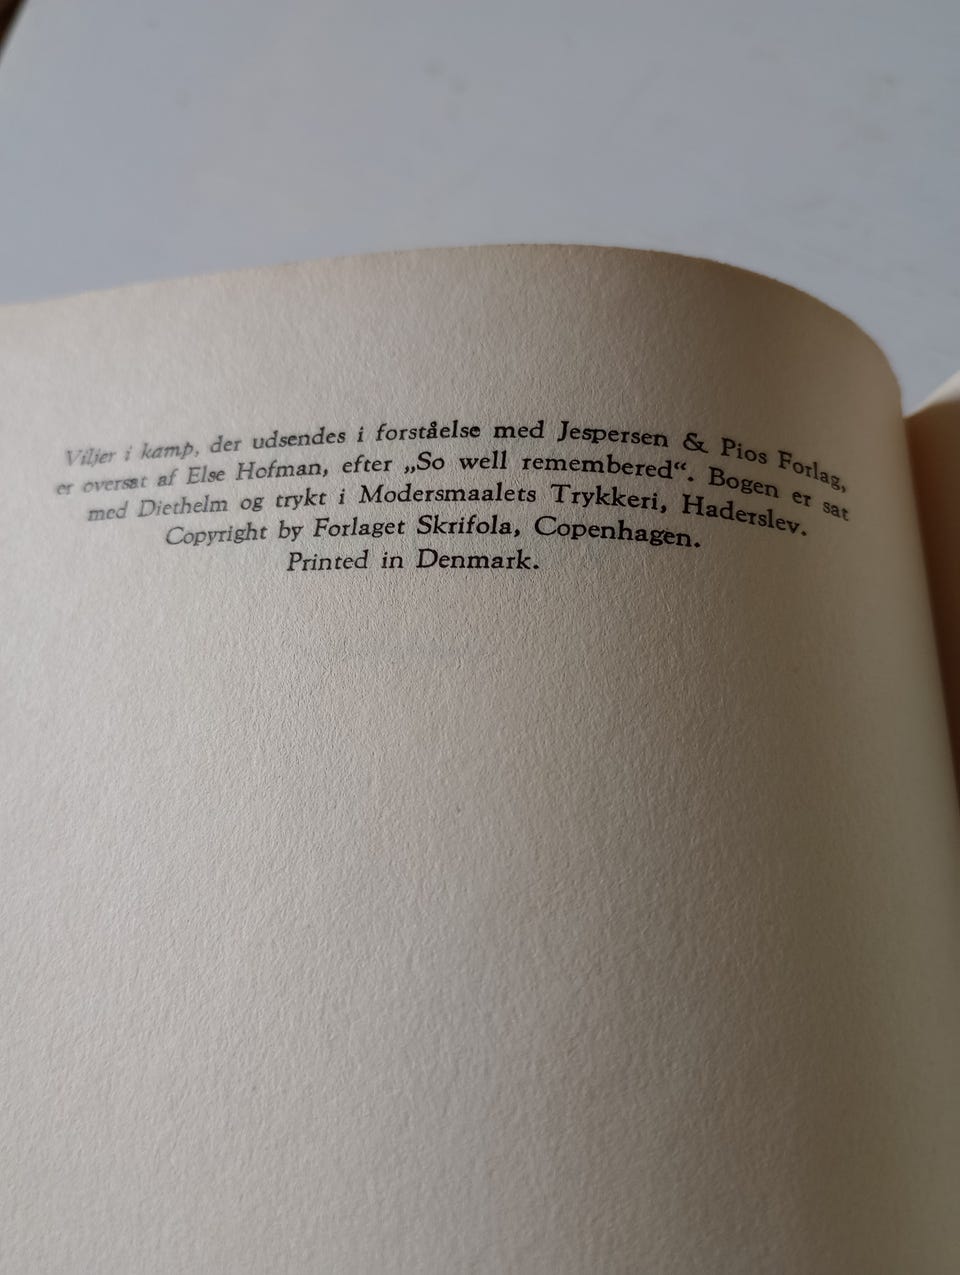 Viljer i kamp, der udsendes i forståelse med Jespersen & Pios Forlag,
er oversat af Else Hofman, efter „So well remembered“. Bogen er sat
med Diethelm og trykt i Modersmaalets Trykkeri, Haderslev.
Copyright by Forlaget Skrifola, Copenhagen.
Printed in Denmark.